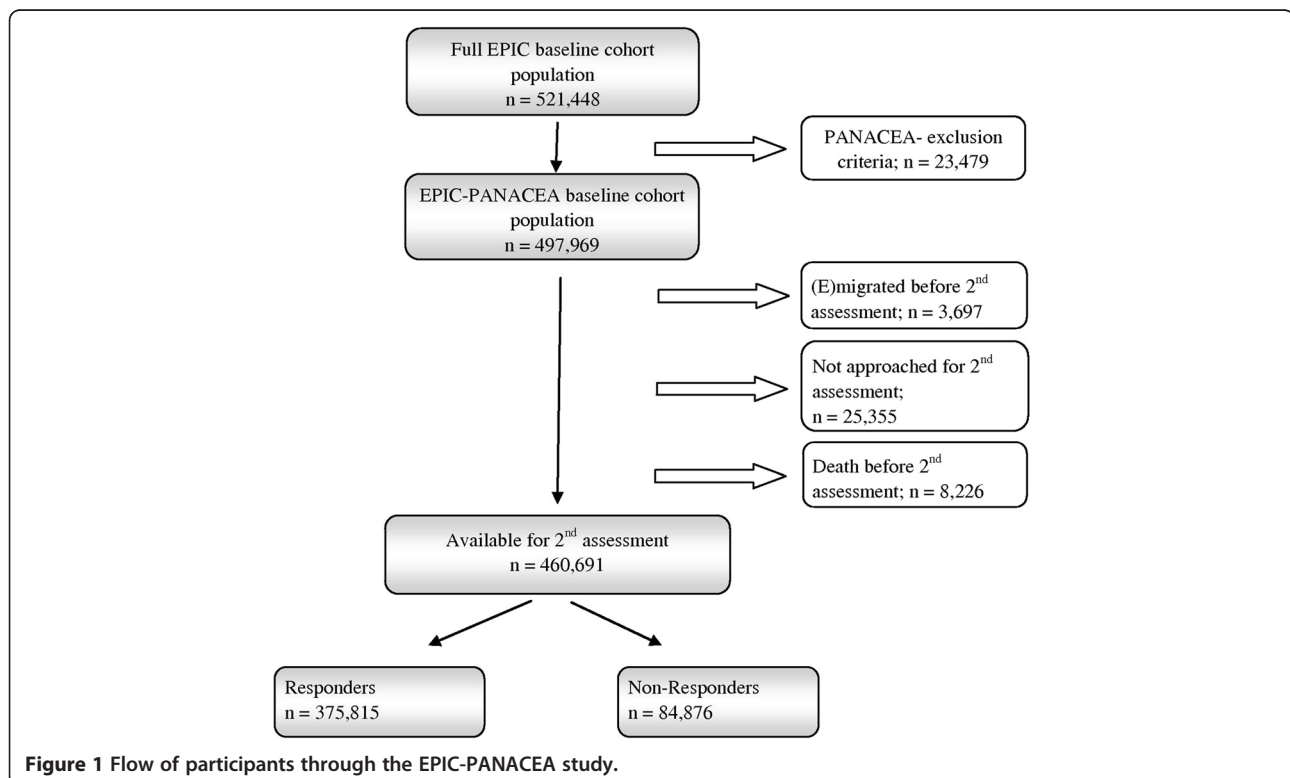 Full EPIC baseline cohort
population
n = 521,448
PANACEA- exclusion
criteria; n = 23,479
EPIC-PANACEA baseline cohort
population
n = 497,969
(E)migrated before 2nd
assessment; n = 3,697
Not approached for 2nd
assessment;
n = 25,355
Death before 2nd
assessment; n = 8,226
Available for 2nd assessment
n = 460,691
Responders
n = 375,815
Non-Responders
n = 84,876
Figure 1 Flow of participants through the EPIC-PANACEA study.